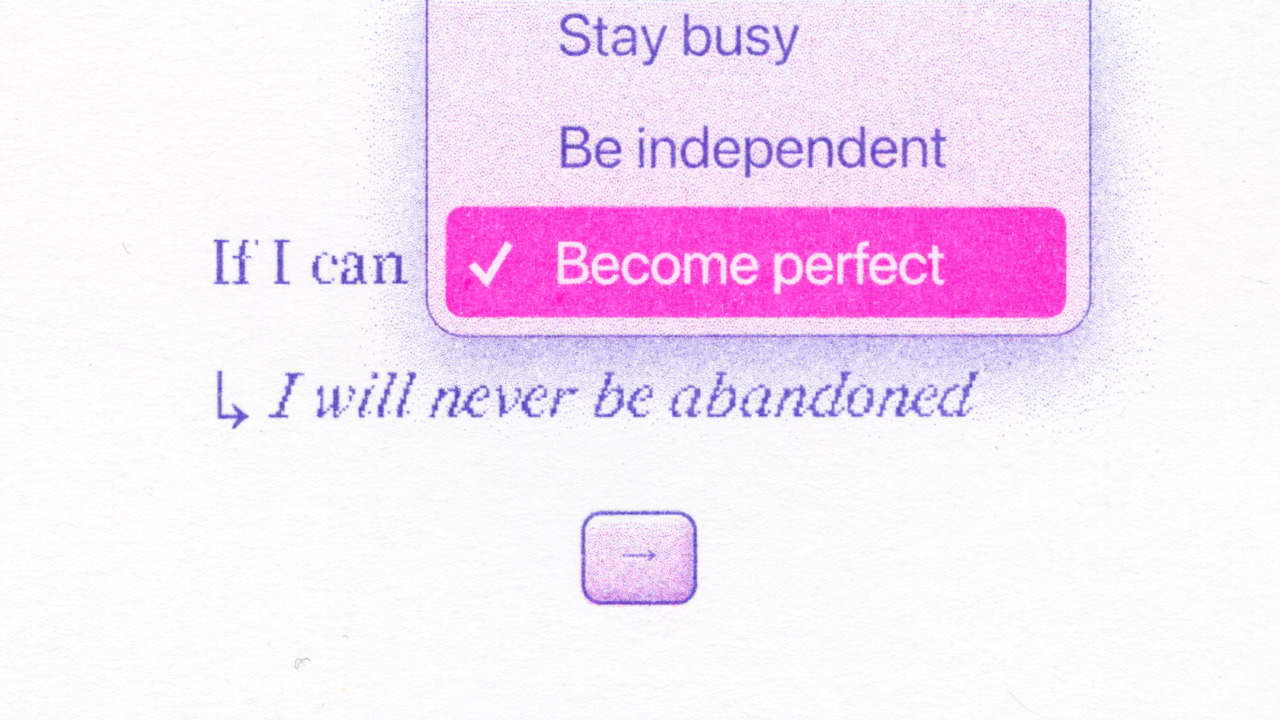 Stay busy
Be independent
If I can ✓ Become perfect
↳ I will never be abandoned
→